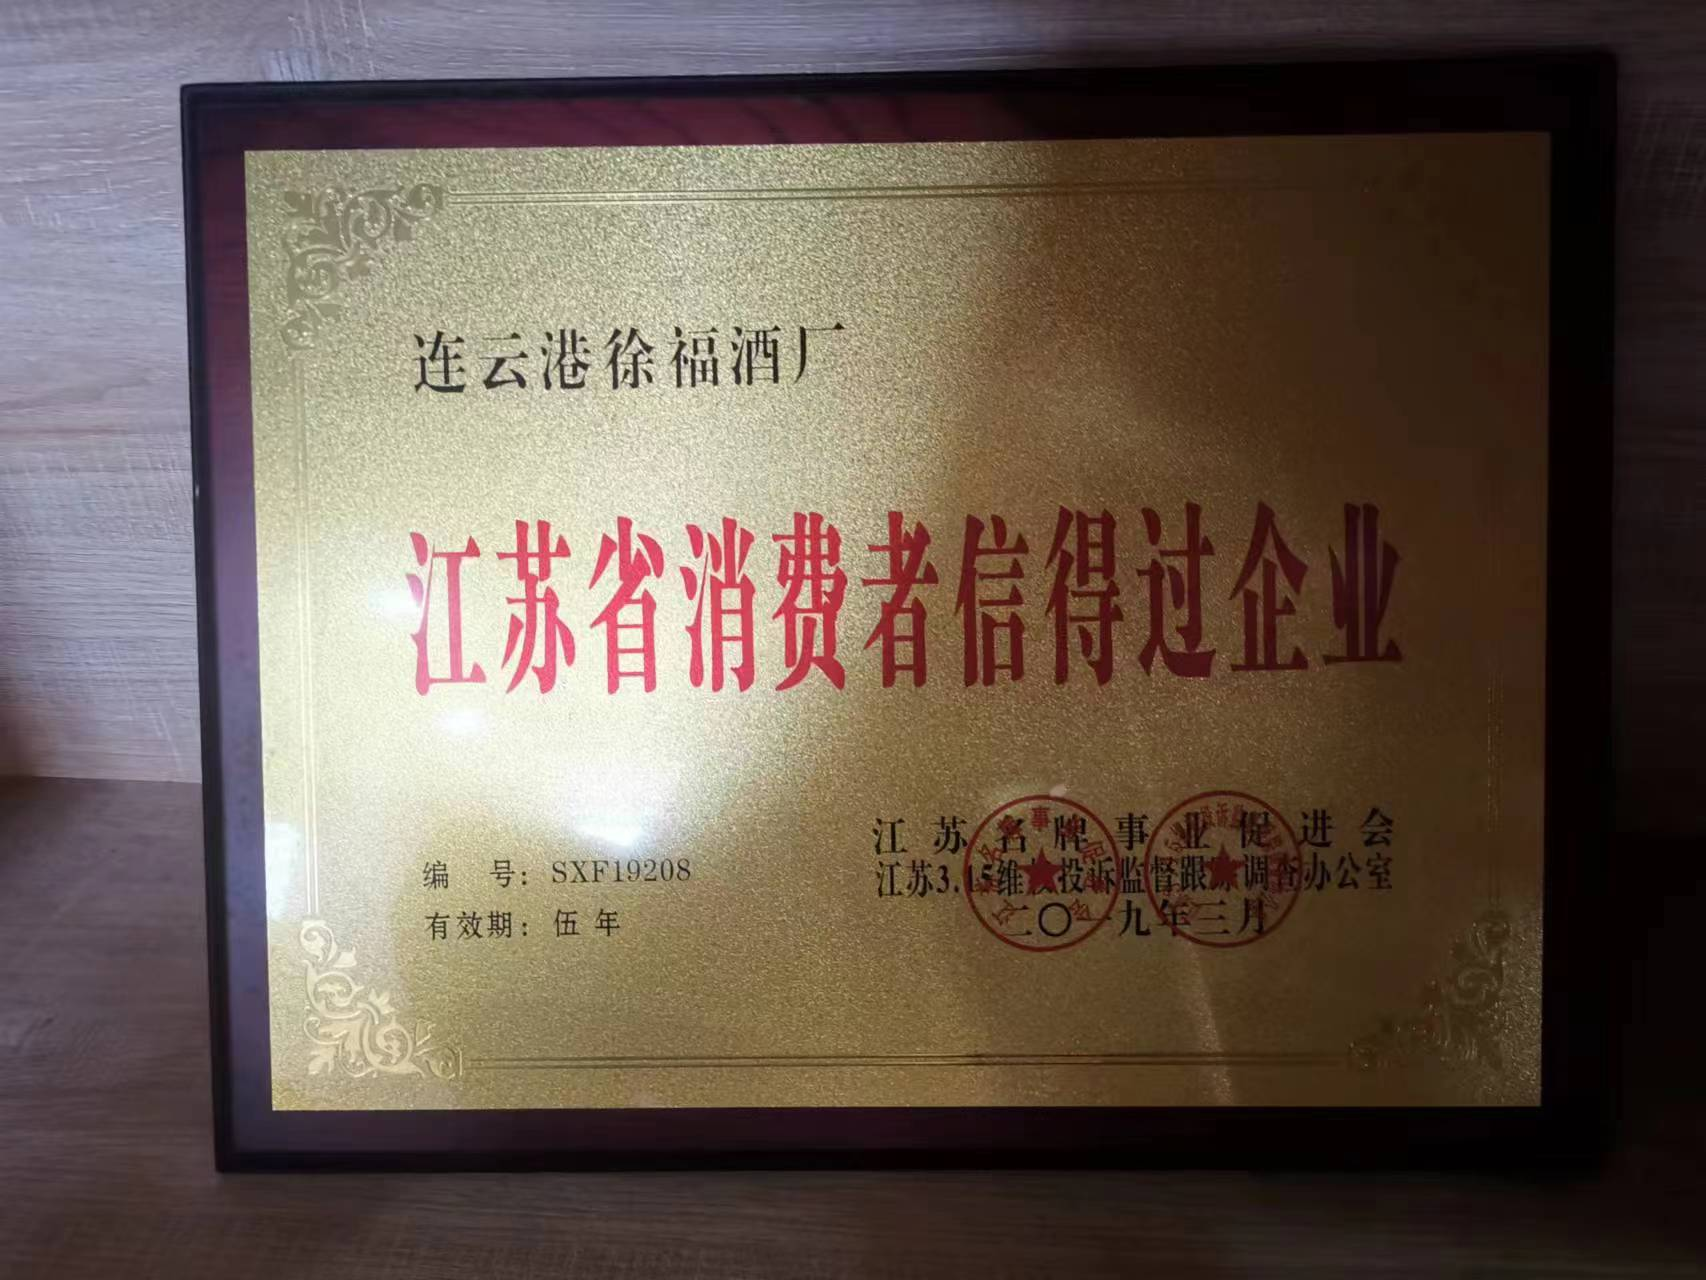 连云港徐福酒厂
江苏省消费者信得过企业
编 号：SXF19208
有效期：伍年
江苏名牌事业促进会
江苏3.15维权投诉监督跟踪调查办公室
二〇一九年三月